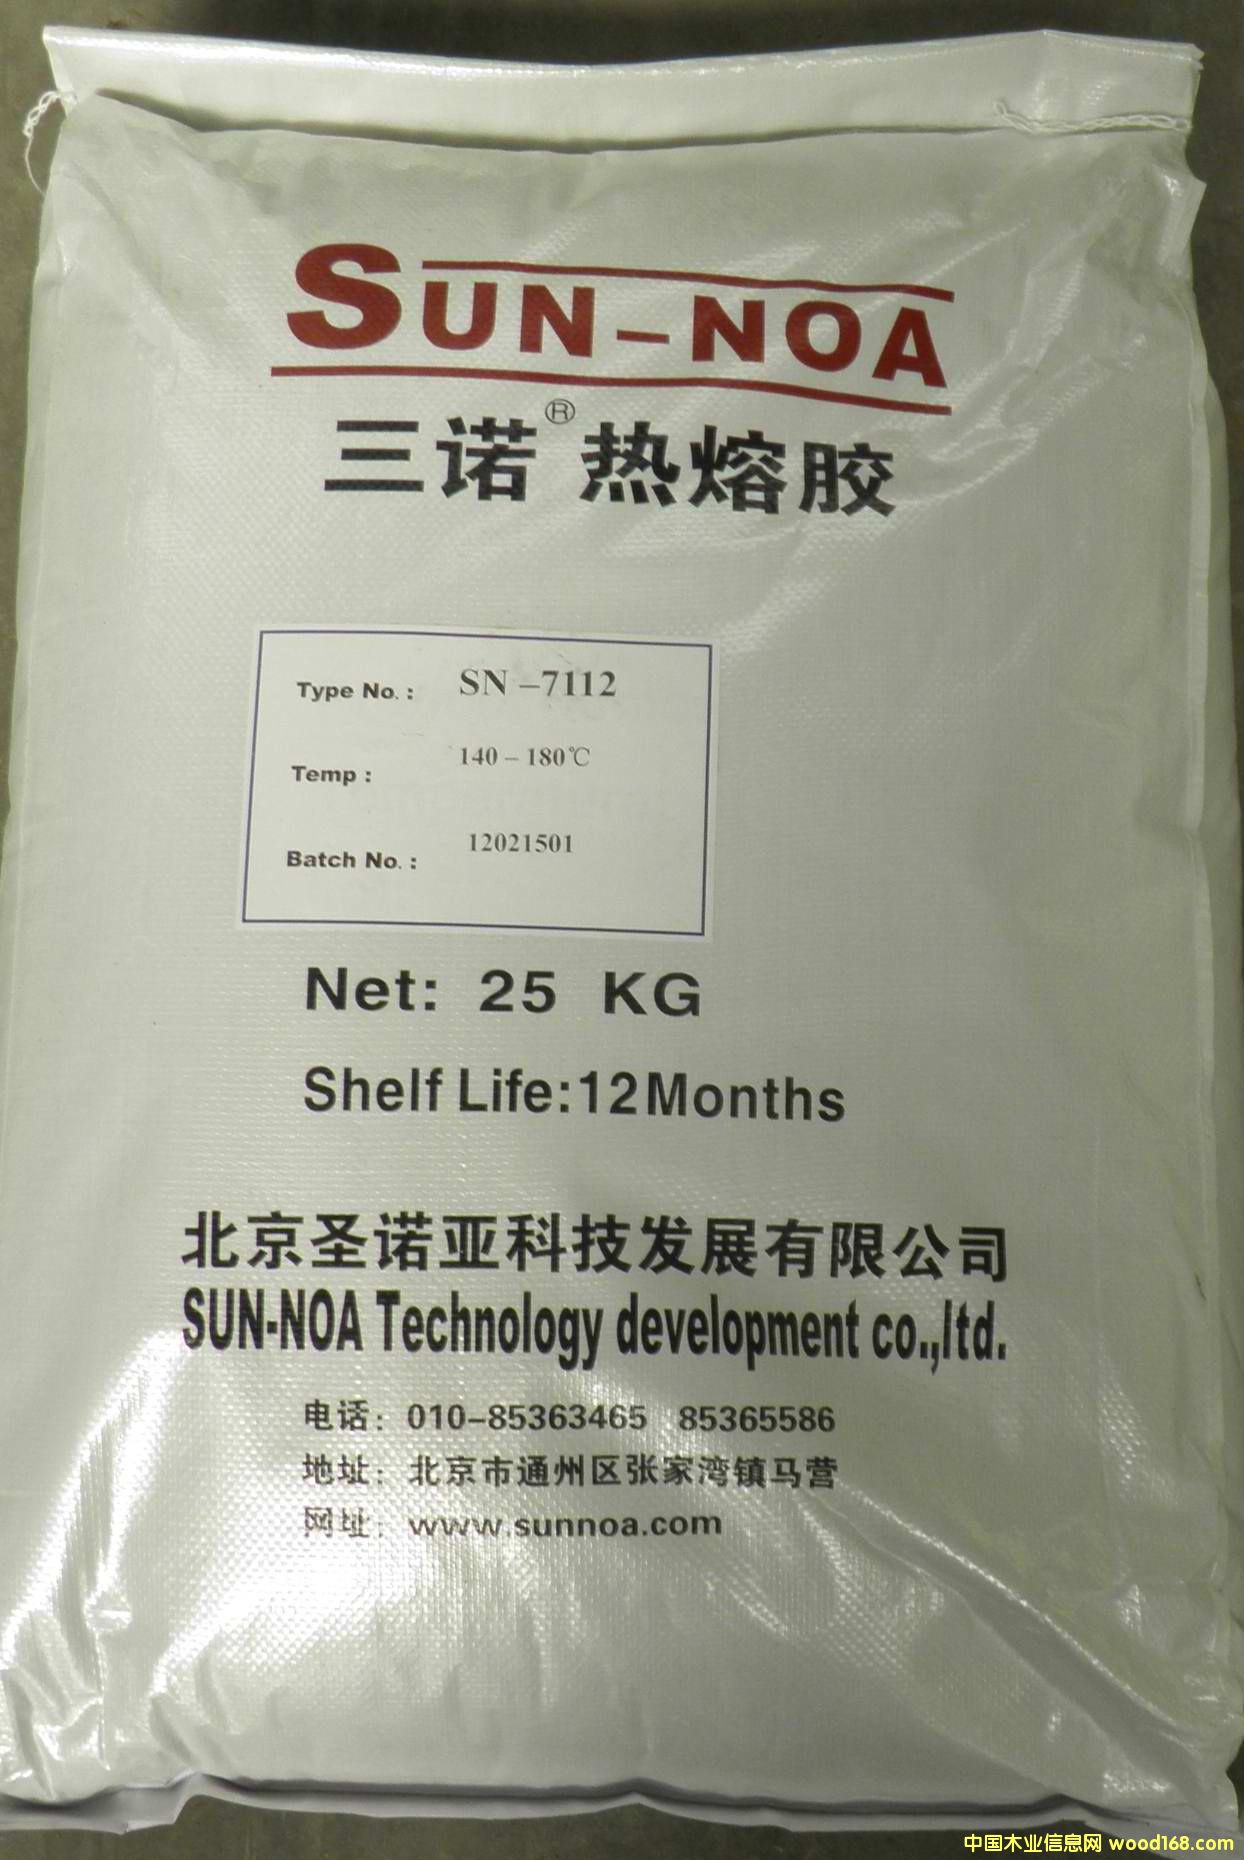 SUN-NOA
三诺® 热熔胶
Type No.: SN-7112
Temp: 140-180℃
Batch No.: 12021501
Net: 25 KG
Shelf Life:12Months
北京圣诺亚科技发展有限公司
SUN-NOA Technology development co.,ltd.
电话: 010-85363465 85365586
地址: 北京市通州区张家湾镇马营
网址: www.sunnoa.com
中国木业信息网 wood168.com